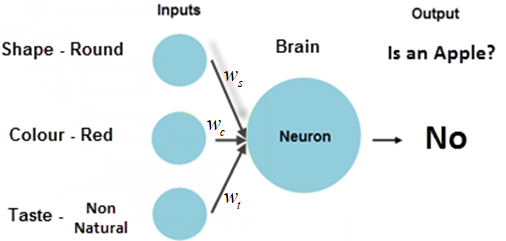 Inputs
Output
Shape - Round
Brain
Is an Apple?
w_s
Colour - Red
w_c
Neuron
No
Taste - Non Natural
w_t